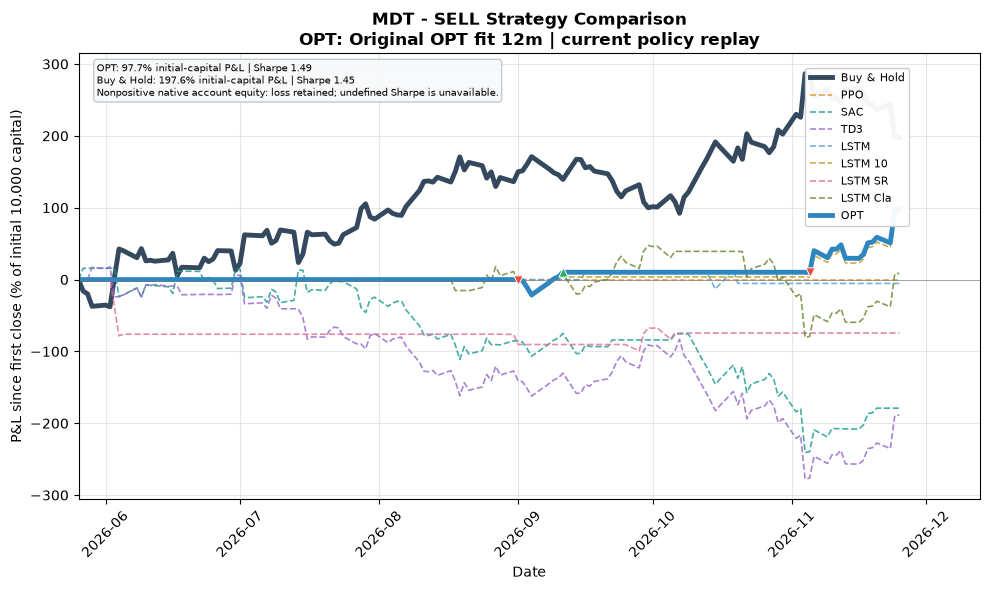 MDT - SELL Strategy Comparison
OPT: Original OPT fit 12m | current policy replay
OPT: 97.7% initial-capital P&L | Sharpe 1.49
Buy & Hold: 197.6% initial-capital P&L | Sharpe 1.45
Nonpositive native account equity: loss retained; undefined Sharpe is unavailable.
Buy & Hold
PPO
SAC
TD3
LSTM
LSTM 10
LSTM SR
LSTM Cla
OPT
P&L since first close (% of initial 10,000 capital)
300
200
100
0
−100
−200
−300
2026-06
2026-07
2026-08
2026-09
2026-10
2026-11
2026-12
Date